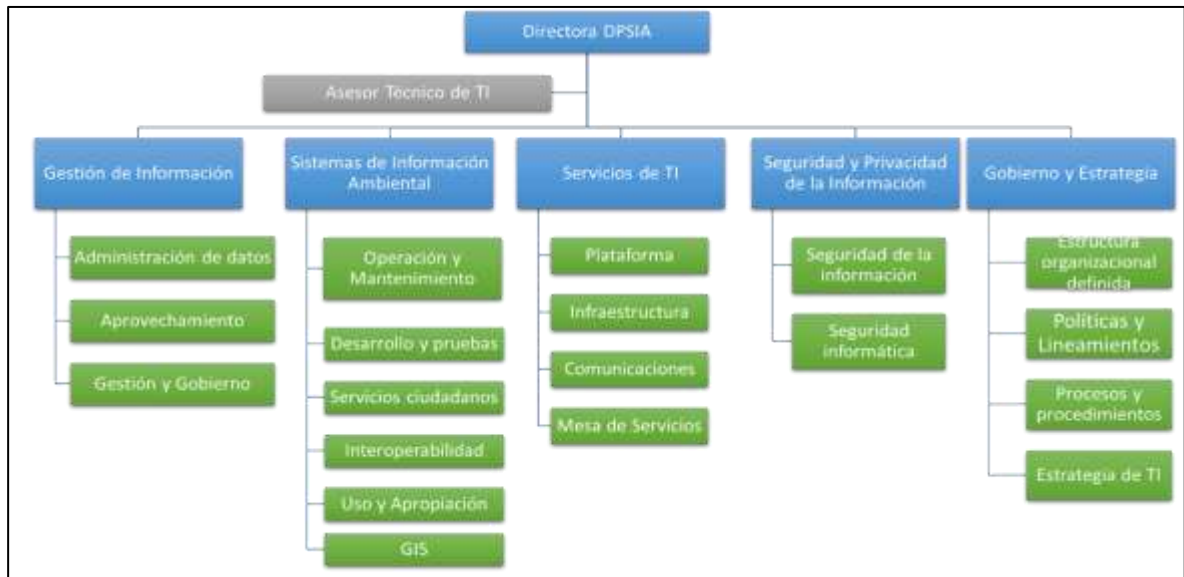 Directora DPSIA
Asesor Técnico de TI
Gestión de Información
Administración de datos
Aprovechamiento
Gestión y Gobierno
Sistemas de Información
Ambiental
Operación y
Mantenimiento
Desarrollo y pruebas
Servicios ciudadanos
Interoperabilidad
Uso y Apropiación
GIS
Servicios de TI
Plataforma
Infraestructura
Comunicaciones
Mesa de Servicios
Seguridad y Privacidad
de la Información
Seguridad de la
información
Seguridad
informática
Gobierno y Estrategia
Estructura
organizacional
definida
Políticas y
Lineamientos
Procesos y
procedimientos
Estrategia de TI